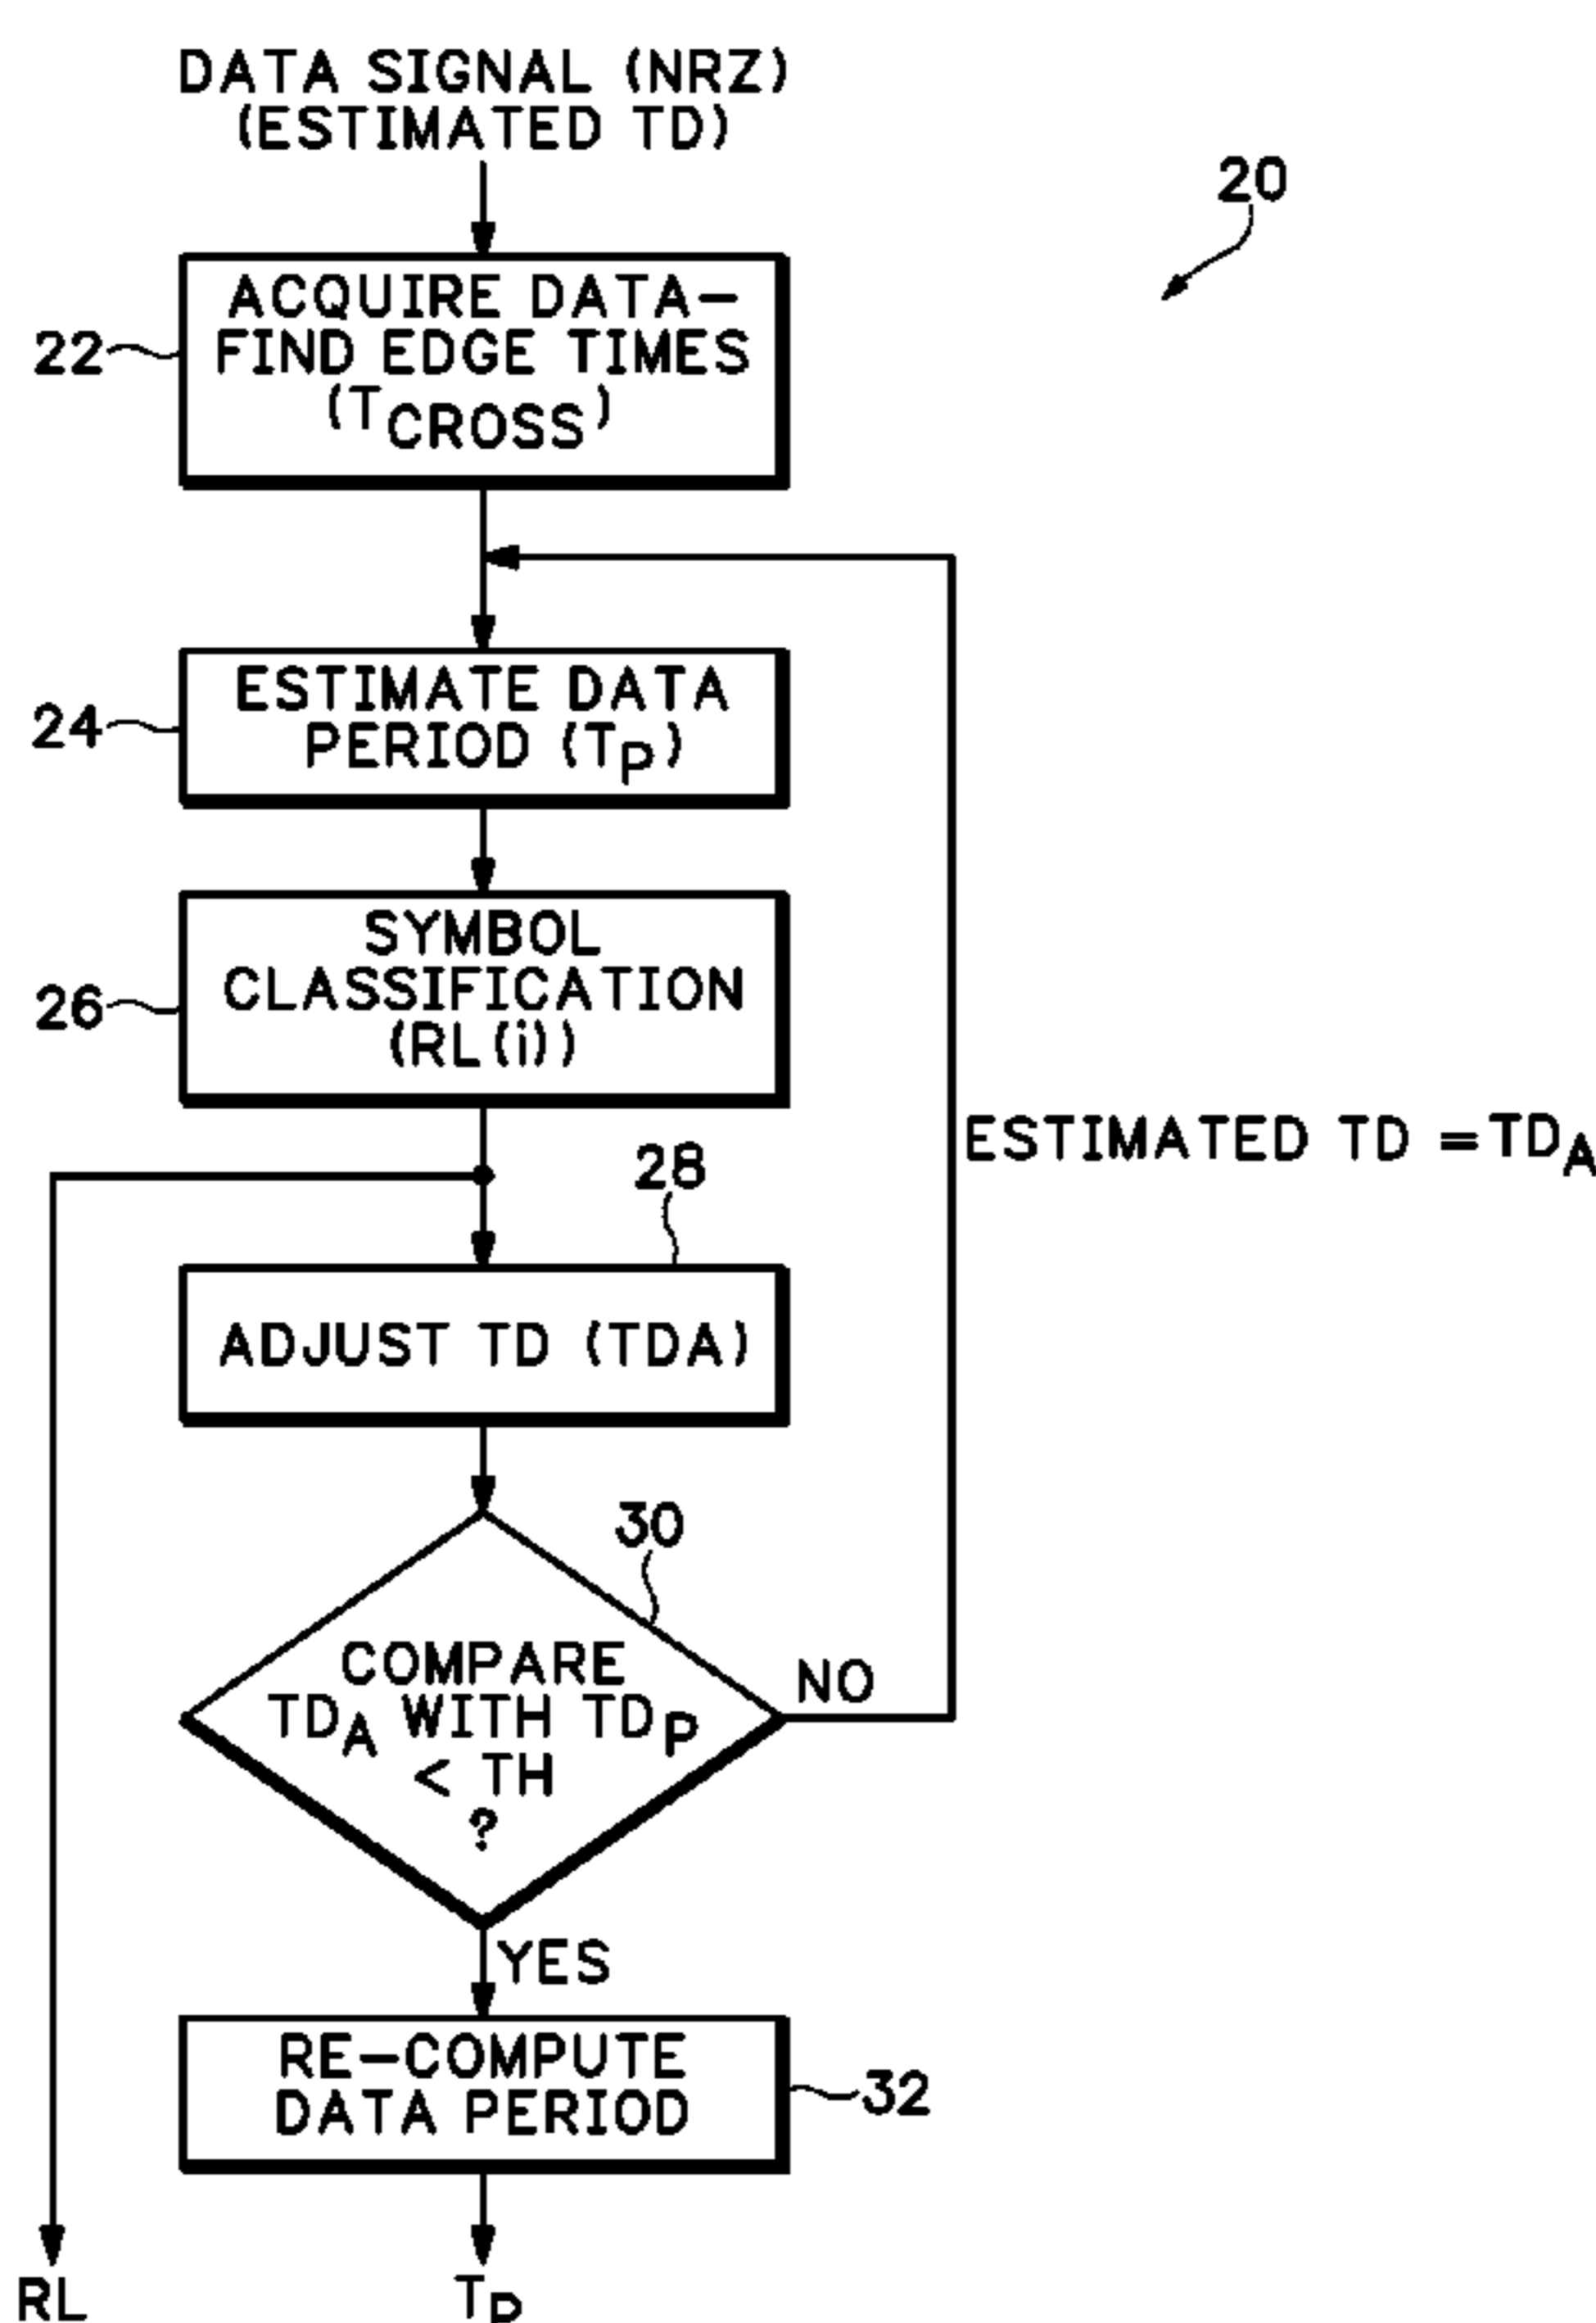 DATA SIGNAL (NRZ)
(ESTIMATED TD)
20
ACQUIRE DATA-
FIND EDGE TIMES
(TCROSS)
22
ESTIMATE DATA
PERIOD (TP)
24
SYMBOL
CLASSIFICATION
(RL(i))
26
ESTIMATED TD = TDA
28
ADJUST TD (TDA)
30
COMPARE
TDA WITH TDP
< TH
?
NO
YES
RE-COMPUTE
DATA PERIOD
32
RL
TP